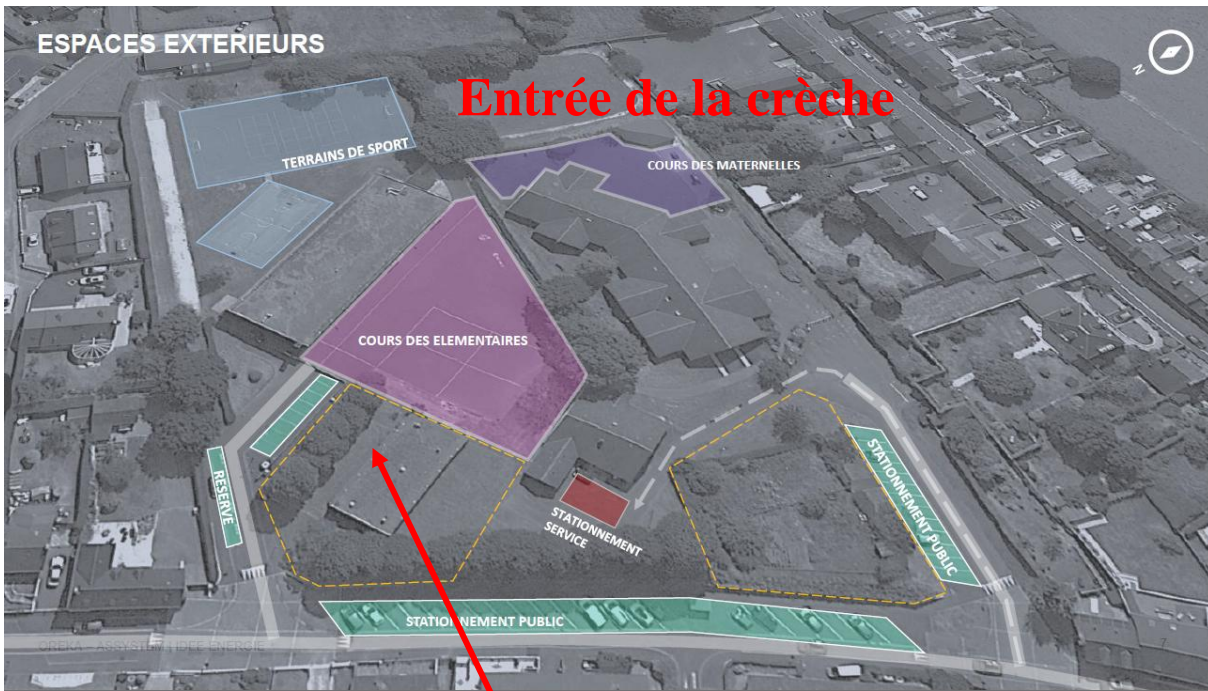 ESPACES EXTERIEURS
N
Entrée de la crèche
TERRAINS DE SPORT
COURS DES MATERNELLES
COURS DES ELEMENTAIRES
RESERVE
STATIONNEMENT
SERVICE
STATIONNEMENT PUBLIC
STATIONNEMENT PUBLIC
7